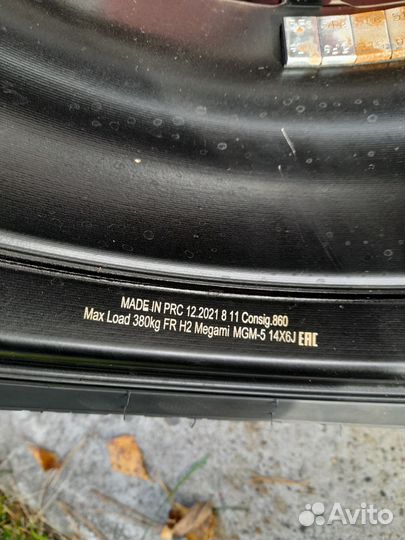 MADE IN PRC 12.2021 8 11 Consig.860
Max Load 380kg FR H2 Megami MGM-5 14X6J EAC
Avito